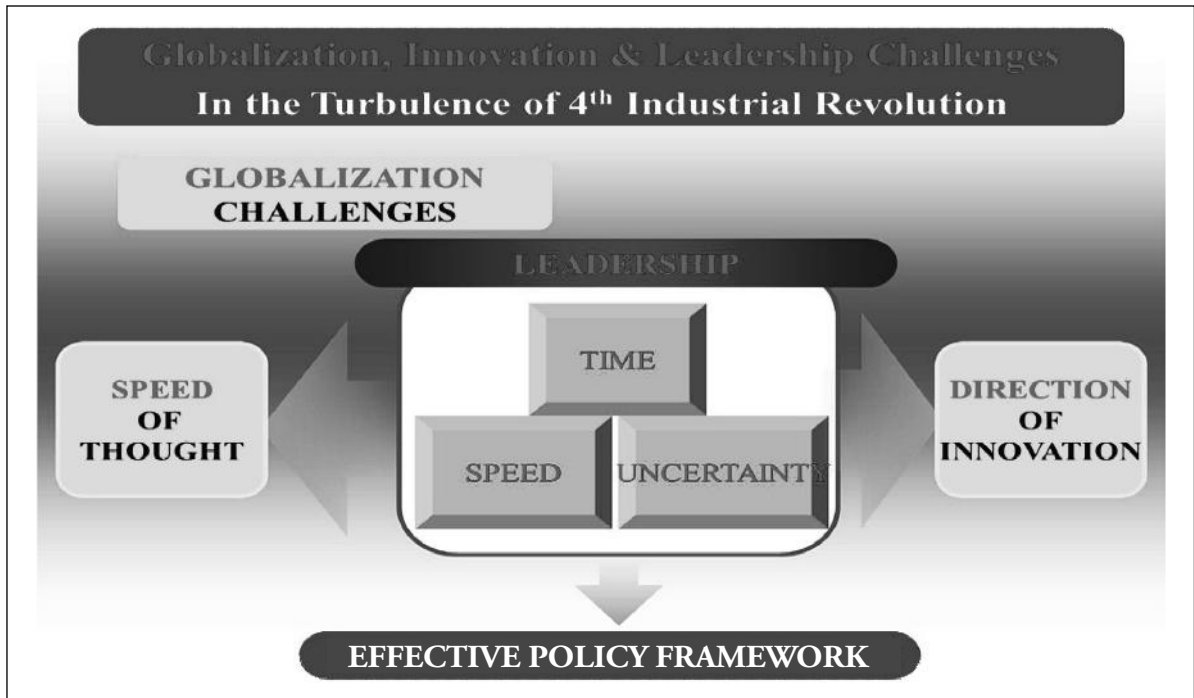 Globalization, Innovation & Leadership Challenges
In the Turbulence of 4th Industrial Revolution
GLOBALIZATION
CHALLENGES
LEADERSHIP
TIME
SPEED
OF
THOUGHT
SPEED
UNCERTAINTY
DIRECTION
OF
INNOVATION
EFFECTIVE POLICY FRAMEWORK